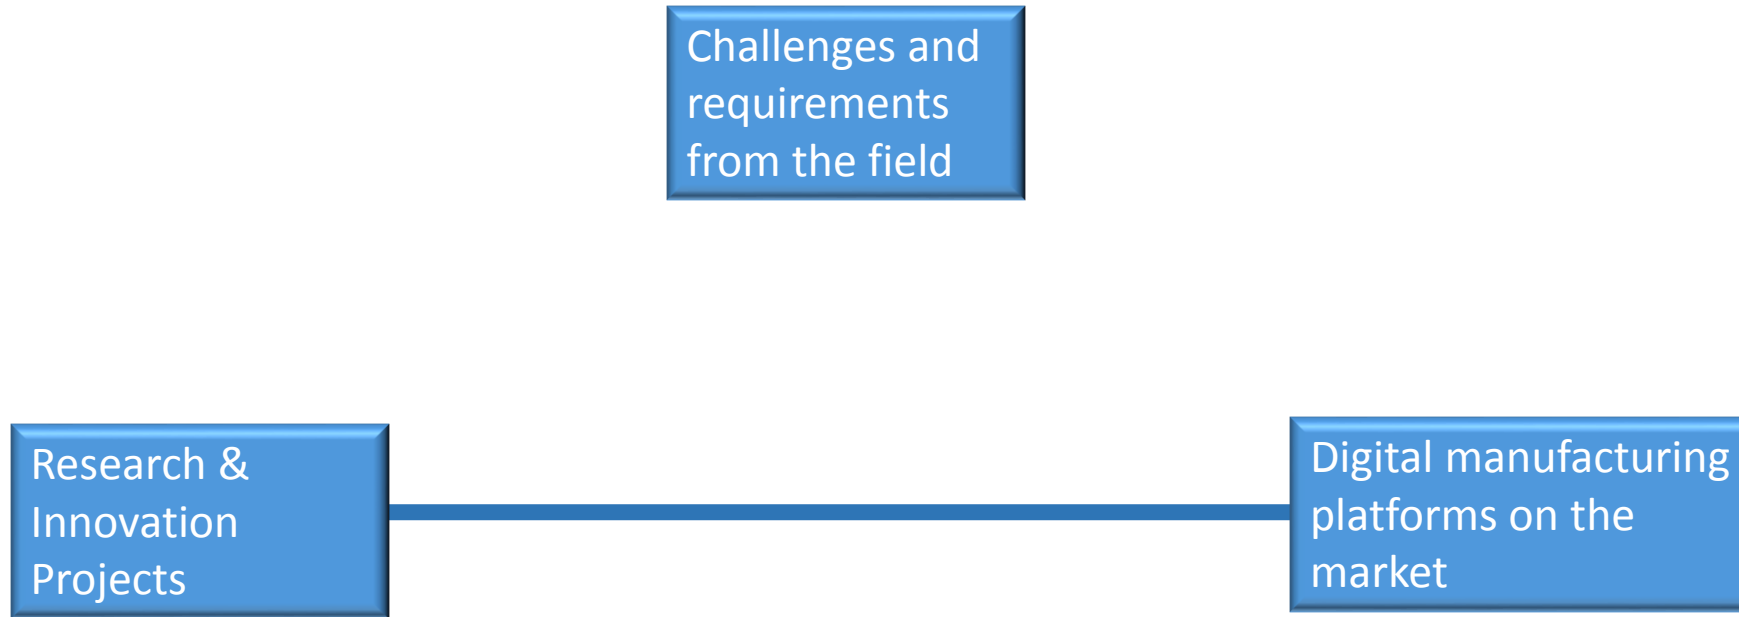 Challenges and
requirements
from the field
Research &
Innovation
Projects
Digital manufacturing
platforms on the
market